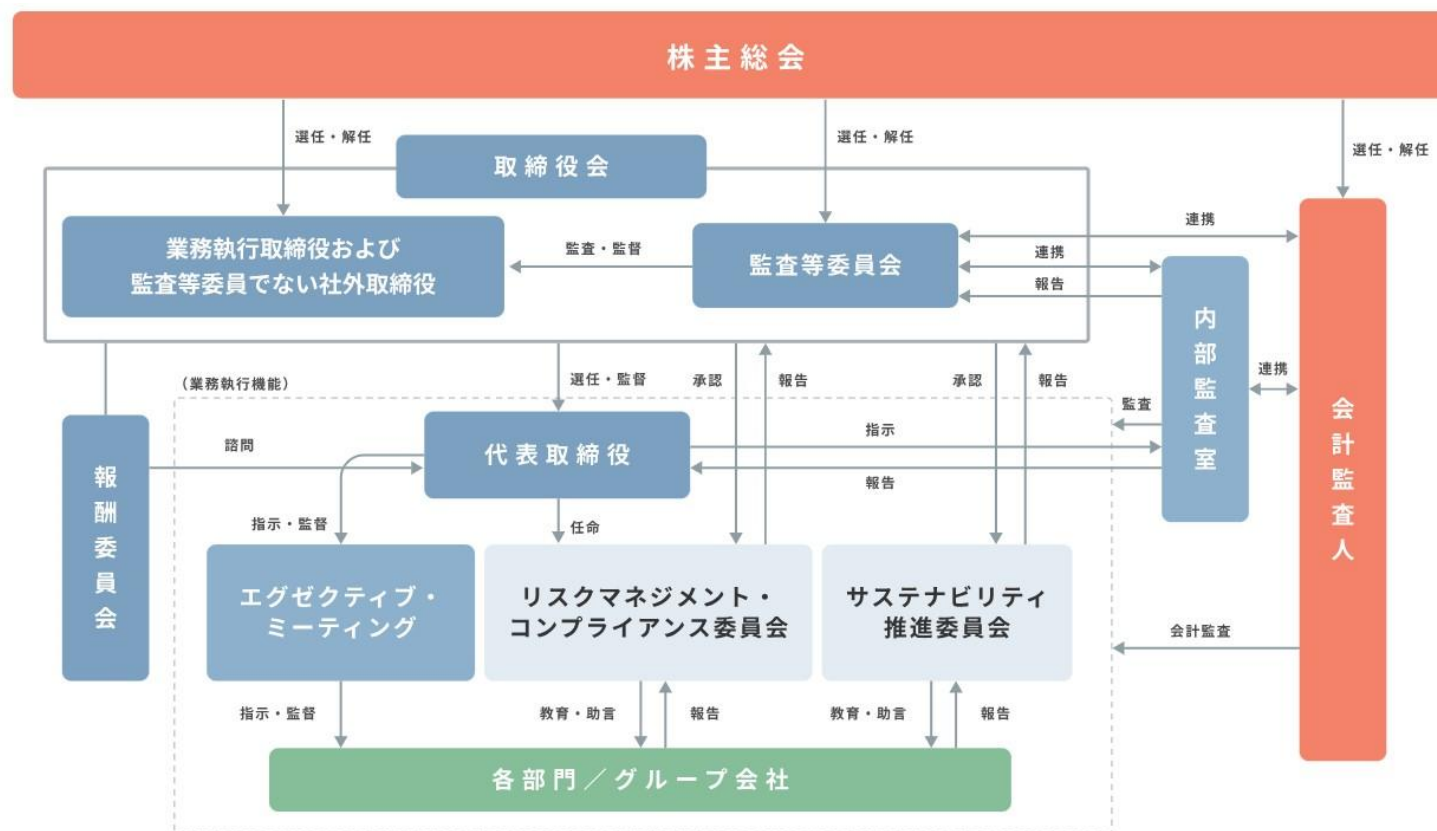 株主総会
選任・解任
選任・解任
選任・解任
取締役会
業務執行取締役および
監査等委員でない社外取締役
監査・監督
監査等委員会
連携
連携
報告
内部監査室
連携
会計監査人
（業務執行機能）
選任・監督
承認
報告
承認
報告
監査
報酬委員会
諮問
代表取締役
指示
報告
指示・監督
任命
エグゼクティブ・
ミーティング
リスクマネジメント・
コンプライアンス委員会
サステナビリティ
推進委員会
会計監査
指示・監督
教育・助言
報告
教育・助言
報告
各部門／グループ会社